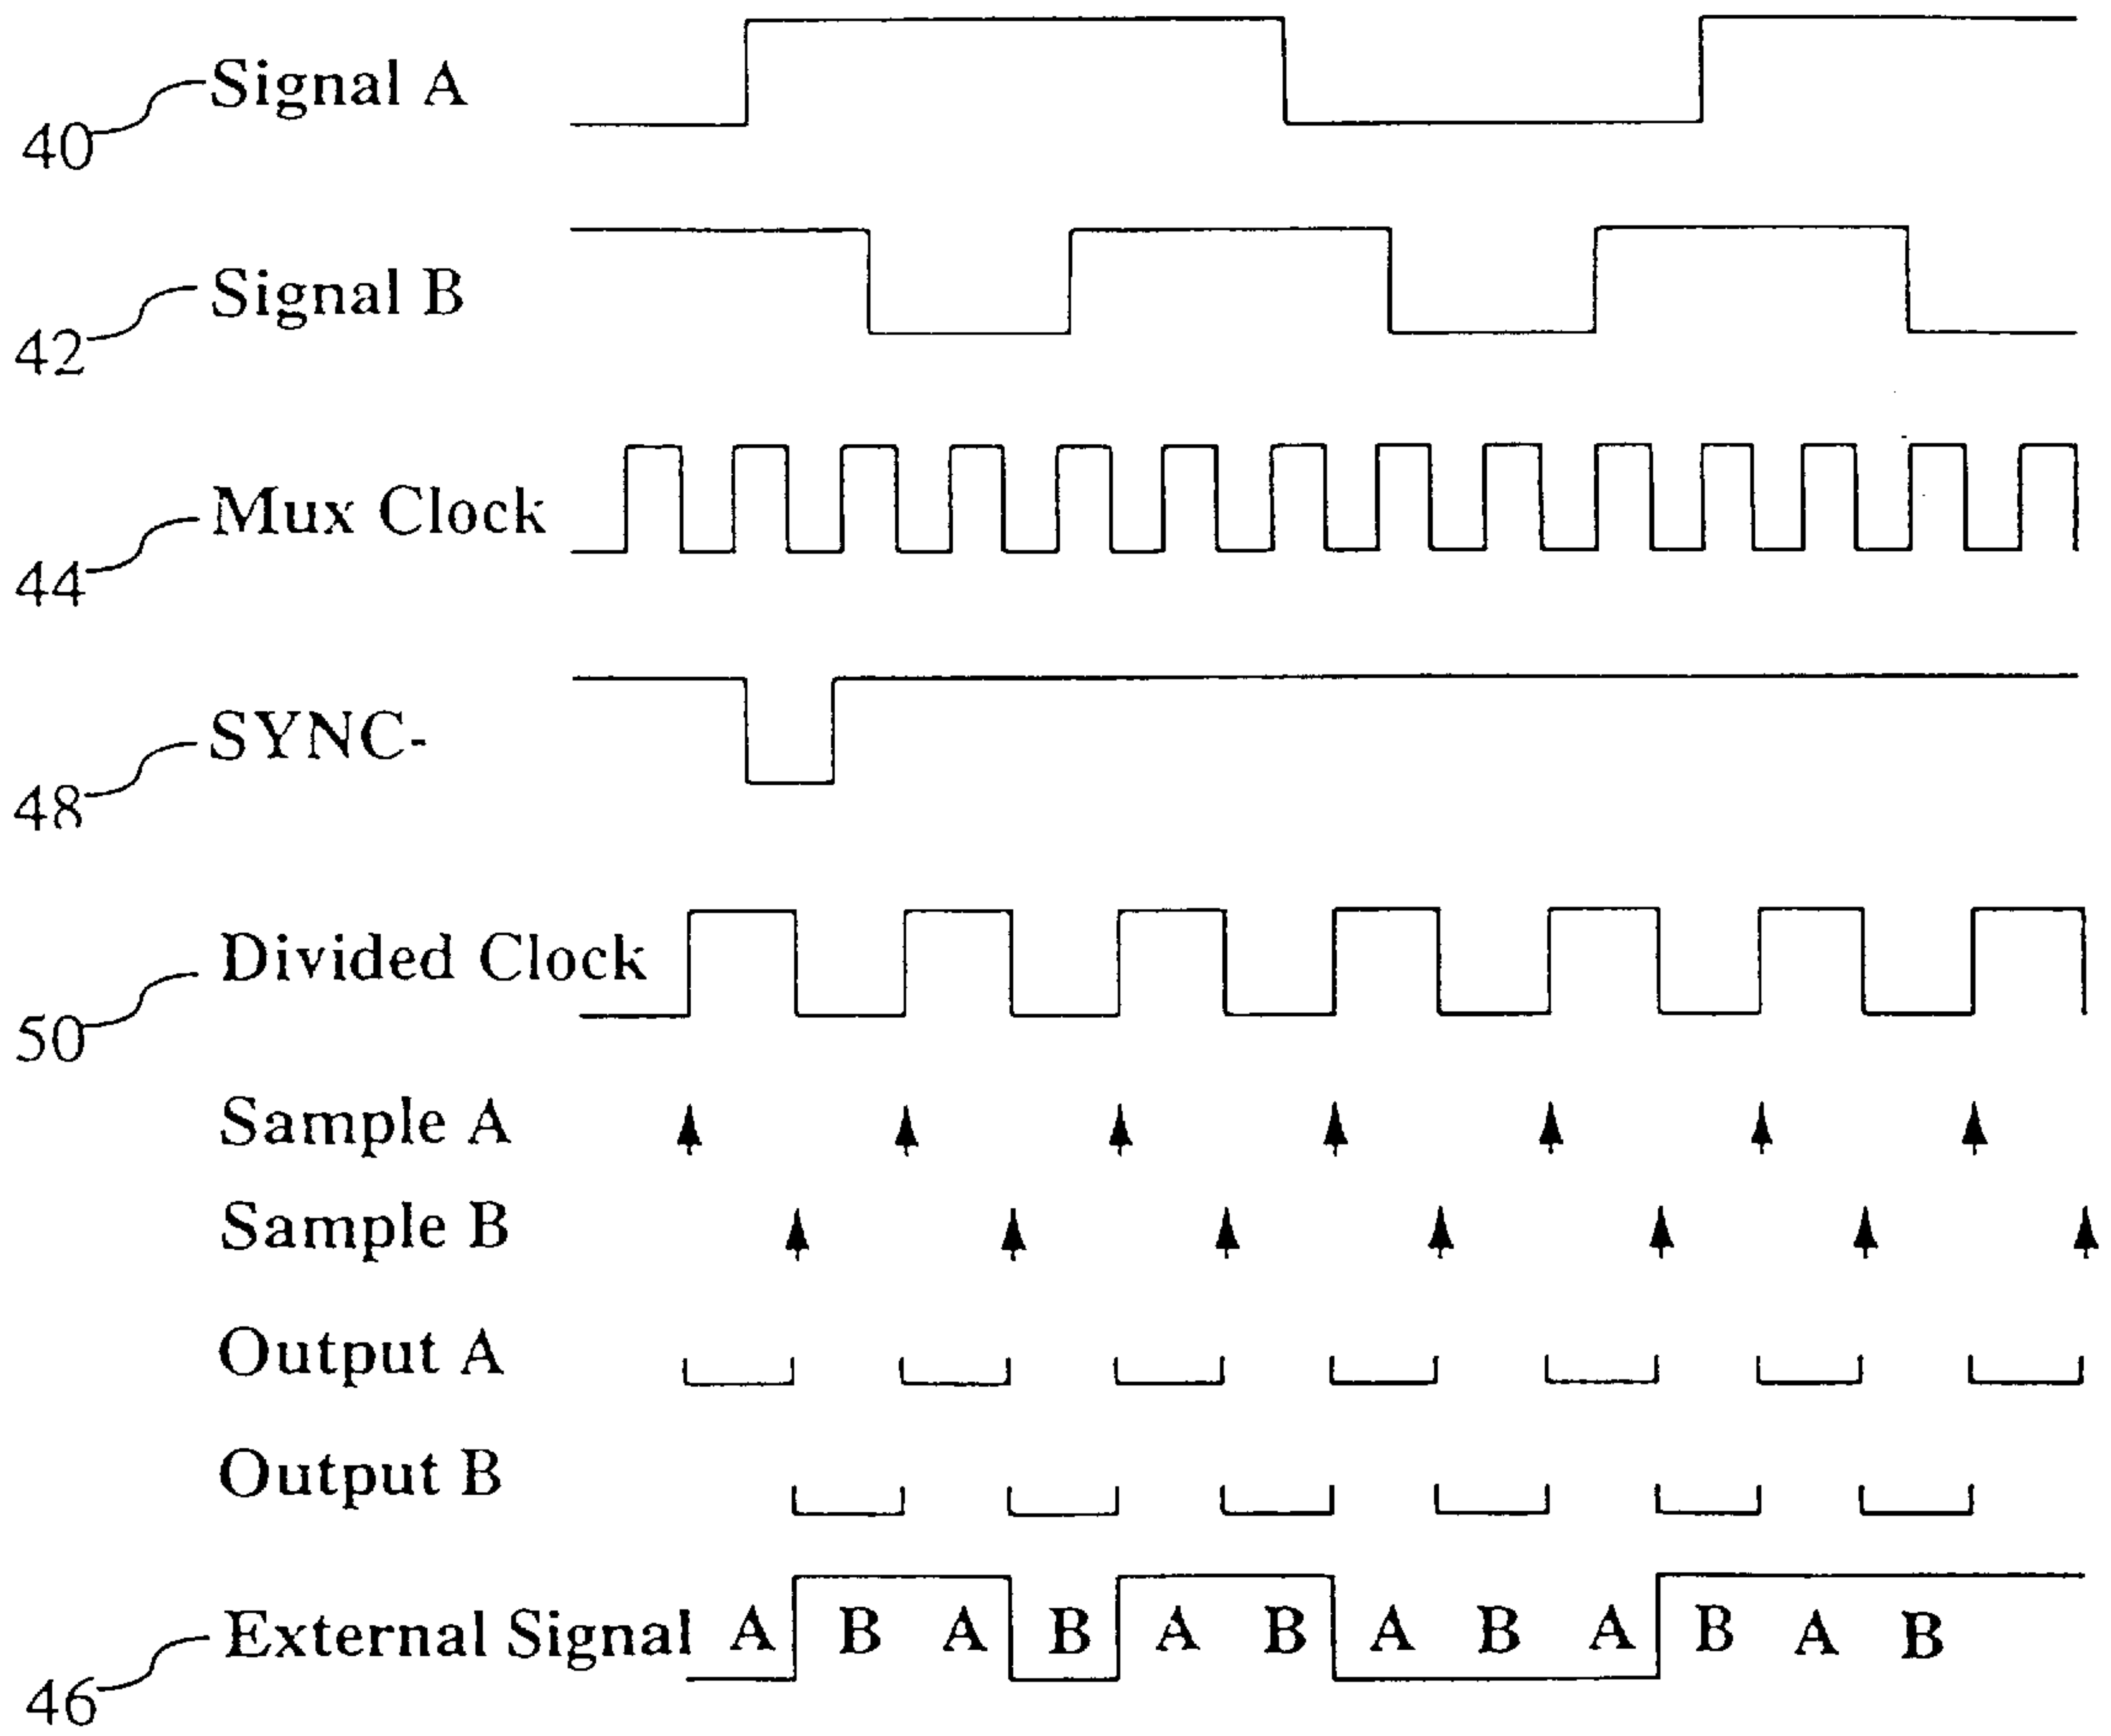 Signal A
40
Signal B
42
Mux Clock
44
SYNC-
48
Divided Clock
50
Sample A
Sample B
Output A
Output B
External Signal A B A B A B A B A B A B
46